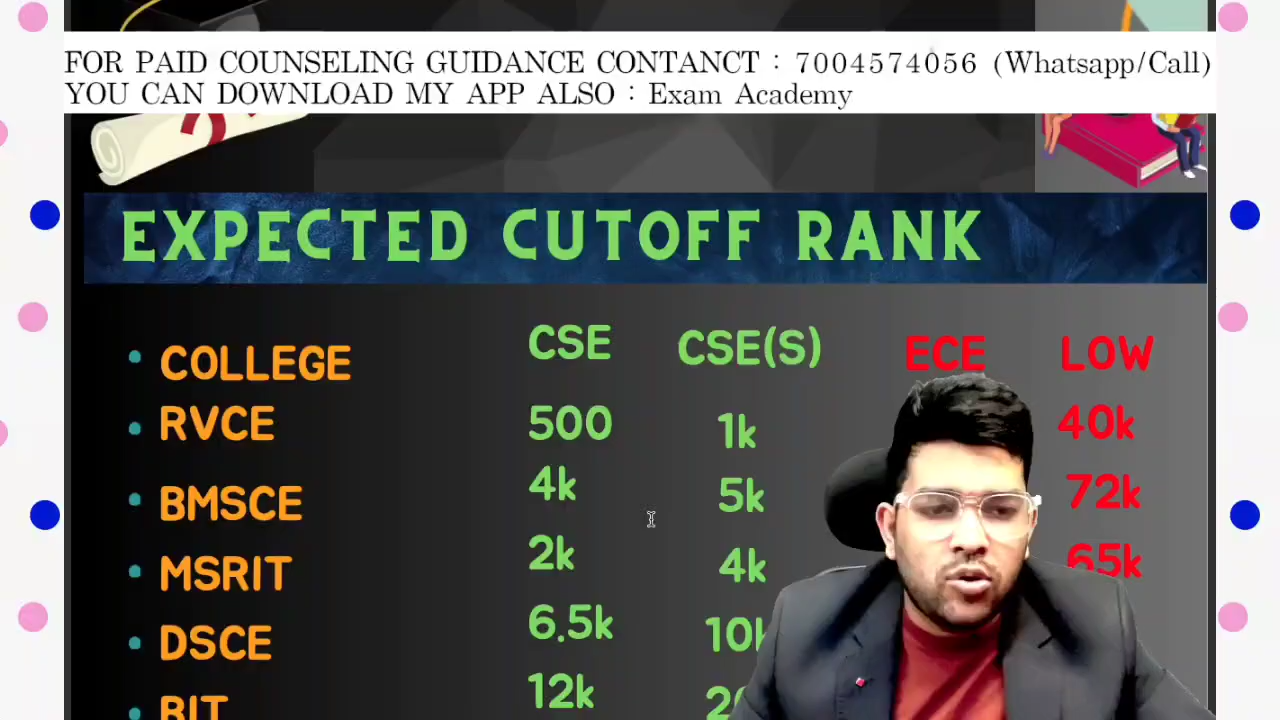 FOR PAID COUNSELING GUIDANCE CONTANCT : 7004574056 (Whatsapp/Call)
YOU CAN DOWNLOAD MY APP ALSO : Exam Academy
EXPECTED CUTOFF RANK
COLLEGE CSE CSE(S) ECE LOW
RVCE 500 1k 40k
BMSCE 4k 5k 72k
MSRIT 2k 4k 65k
DSCE 6.5k 10k
BIT 12k